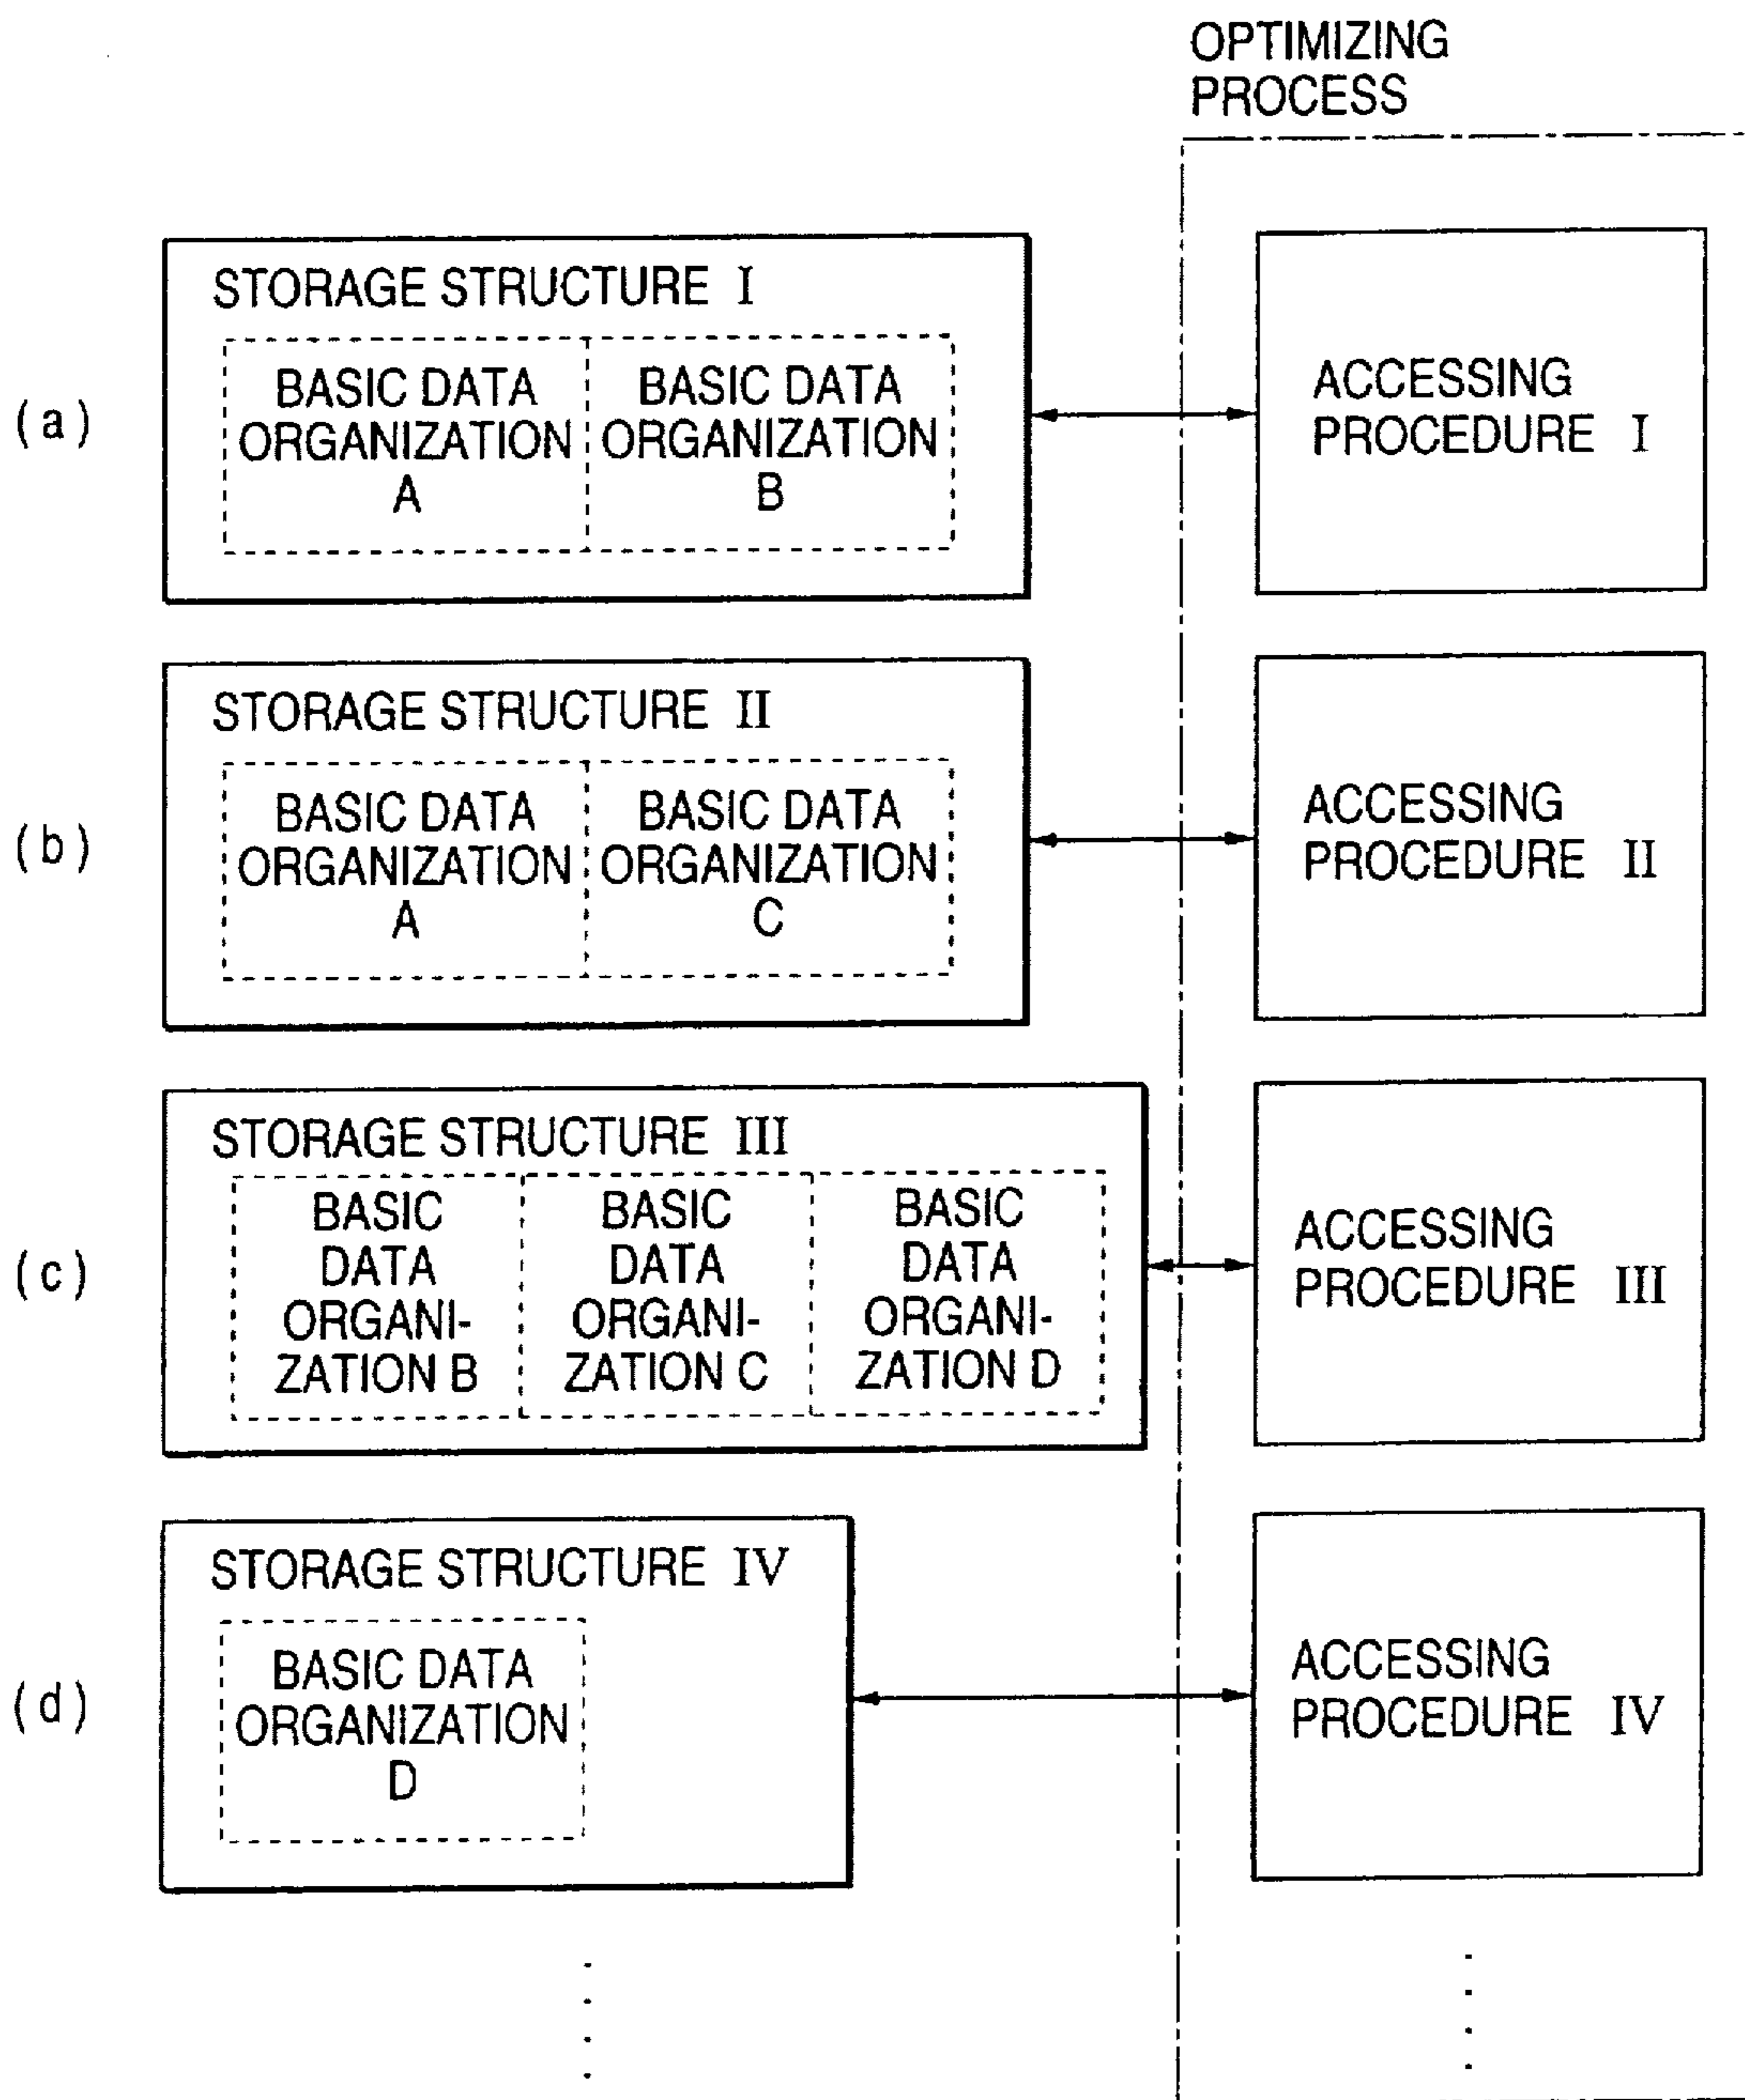 OPTIMIZING
PROCESS
(a)
STORAGE STRUCTURE I
BASIC DATA
ORGANIZATION
A
BASIC DATA
ORGANIZATION
B
ACCESSING
PROCEDURE I
(b)
STORAGE STRUCTURE II
BASIC DATA
ORGANIZATION
A
BASIC DATA
ORGANIZATION
C
ACCESSING
PROCEDURE II
(c)
STORAGE STRUCTURE III
BASIC
DATA
ORGANI-
ZATION B
BASIC
DATA
ORGANI-
ZATION C
BASIC
DATA
ORGANI-
ZATION D
ACCESSING
PROCEDURE III
(d)
STORAGE STRUCTURE IV
BASIC DATA
ORGANIZATION
D
ACCESSING
PROCEDURE IV